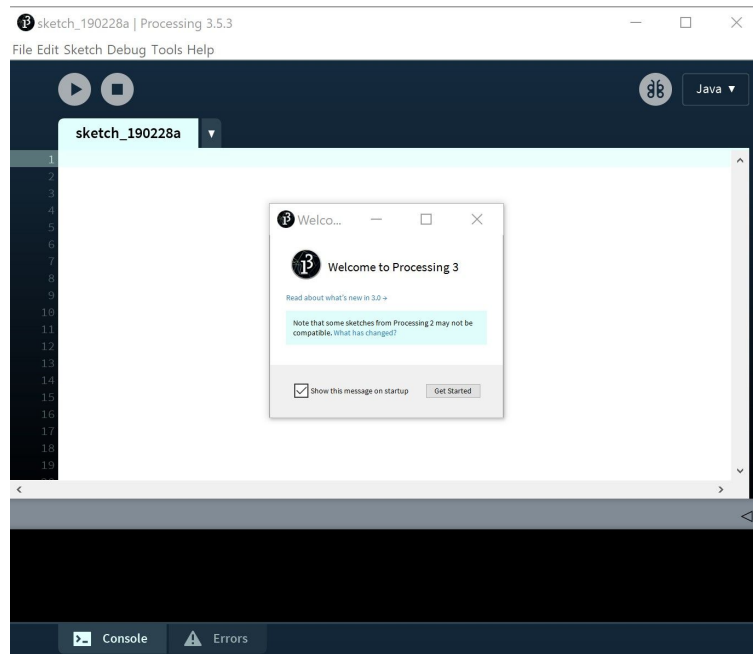 sketch_190228a | Processing 3.5.3
File Edit Sketch Debug Tools Help
Java ▼
sketch_190228a ▼
1
2
3
4
5
6
7
8
9
10
11
12
13
14
15
16
17
18
19
Welco...
Welcome to Processing 3
Read about what's new in 3.0 →
Note that some sketches from Processing 2 may not be
compatible. What has changed?
Show this message on startup Get Started
Console Errors